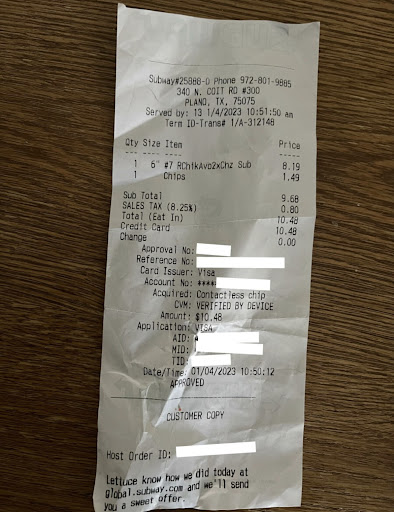 Subway#25888-0 Phone 972-801-9885
340 N. COIT RD #300
PLANO, TX, 75075
Served by: 13 1/4/2023 10:51:50 am
Term ID-Trans# 1/A-312148
Qty Size Item Price
1 6" #7 RChikAvo2xChz Sub 8.19
1 Chips 1.49
Sub Total 9.68
SALES TAX (8.25%) 0.80
Total (Eat In) 10.48
Credit Card 10.48
Change 0.00
Approval No:
Reference No:
Card Issuer: Visa
Account No: ****
Acquired: Contactless chip
CVM: VERIFIED BY DEVICE
Amount: $10.48
Application: VISA
AID:
MID:
TID:
Date/Time: 01/04/2023 10:50:12
APPROVED
CUSTOMER COPY
Host Order ID:
Lettuce know how we did today at
global.subway.com and we'll send
you a sweet offer.